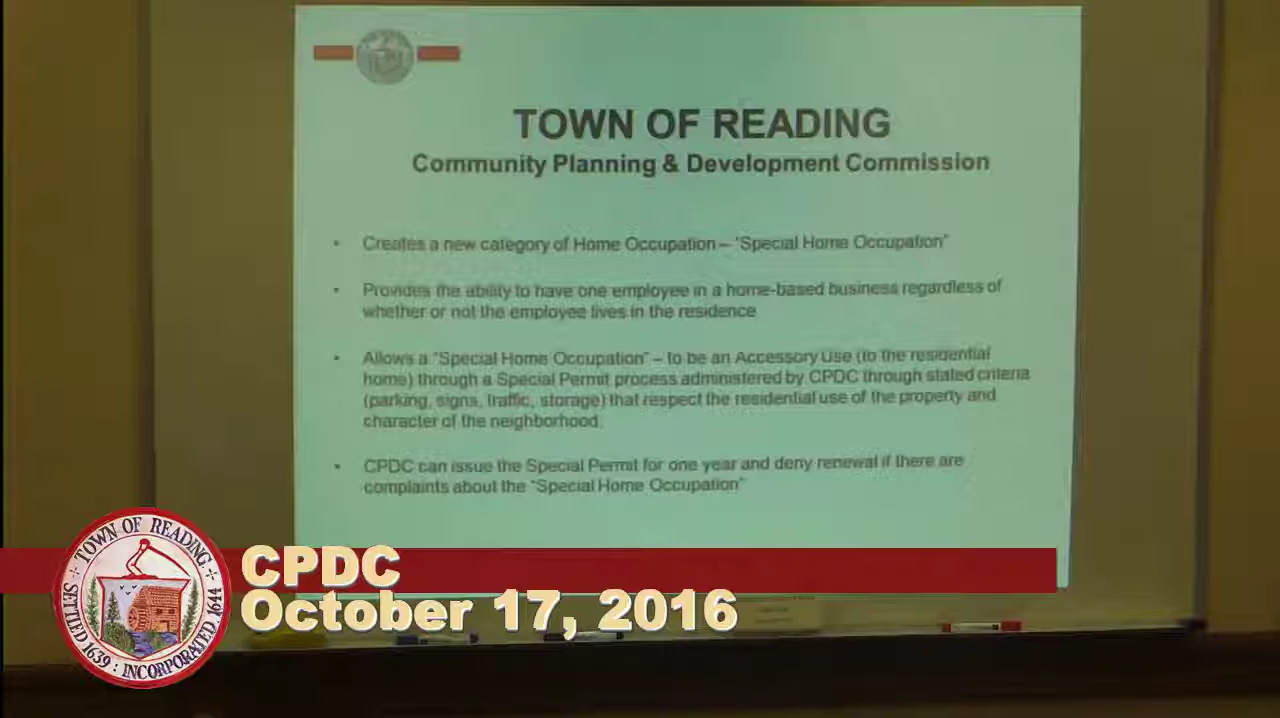 TOWN OF READING
Community Planning & Development Commission
• Creates a new category of Home Occupation – "Special Home Occupation"
• Provides the ability to have one employee in a home-based business regardless of
whether or not the employee lives in the residence
• Allows a "Special Home Occupation" – to be an Accessory Use (to the residential
home) through a Special Permit process administered by CPDC through stated criteria
(parking, signs, traffic, storage) that respect the residential use of the property and
character of the neighborhood.
• CPDC can issue the Special Permit for one year and deny renewal if there are
complaints about the "Special Home Occupation"
TOWN OF READING
SETTLED 1639 : INCORPORATED 1644
CPDC
October 17, 2016